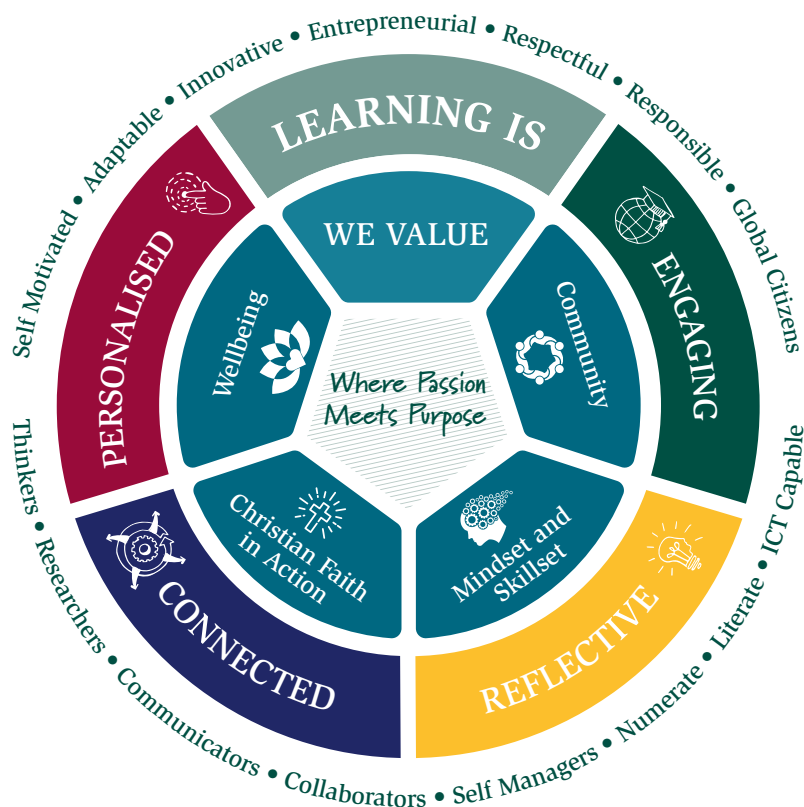 Self Motivated • Adaptable • Innovative • Entrepreneurial • Respectful • Responsible • Global Citizens
Thinkers • Researchers • Communicators • Collaborators • Self Managers • Numerate • Literate • ICT Capable
LEARNING IS
ENGAGING
REFLECTIVE
CONNECTED
PERSONALISED
WE VALUE
Community
Mindset and
Skillset
Christian Faith
in Action
Wellbeing
Where Passion
Meets Purpose